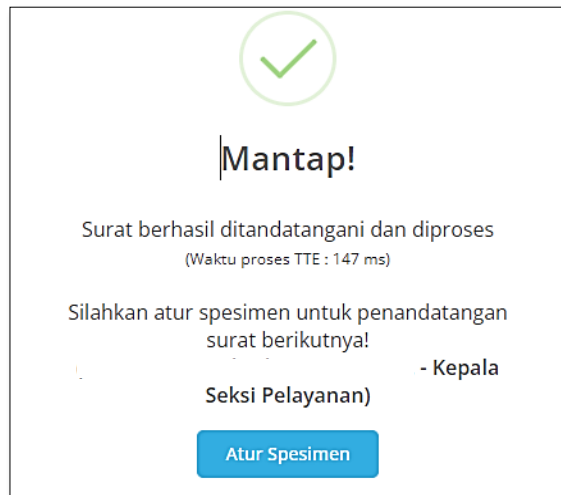 Mantap!
Surat berhasil ditandatangani dan diproses
(Waktu proses TTE : 147 ms)
Silahkan atur spesimen untuk penandatangan
surat berikutnya!
- Kepala
Seksi Pelayanan)
Atur Spesimen